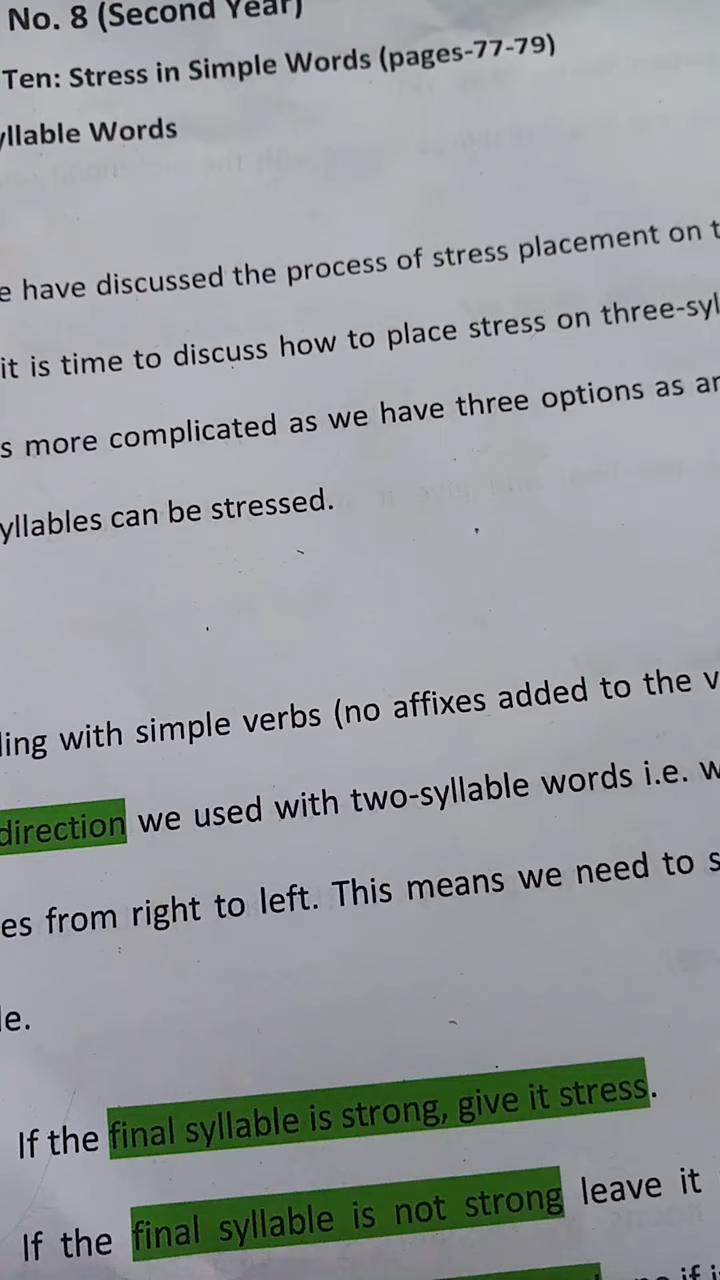 No. 8 (Second Year)
Ten: Stress in Simple Words (pages-77-79)
yllable Words
e have discussed the process of stress placement on t
it is time to discuss how to place stress on three-syl
s more complicated as we have three options as an
yllables can be stressed.
ling with simple verbs (no affixes added to the v
direction we used with two-syllable words i.e. w
es from right to left. This means we need to s
le.
If the final syllable is strong, give it stress.
If the final syllable is not strong leave it
if i